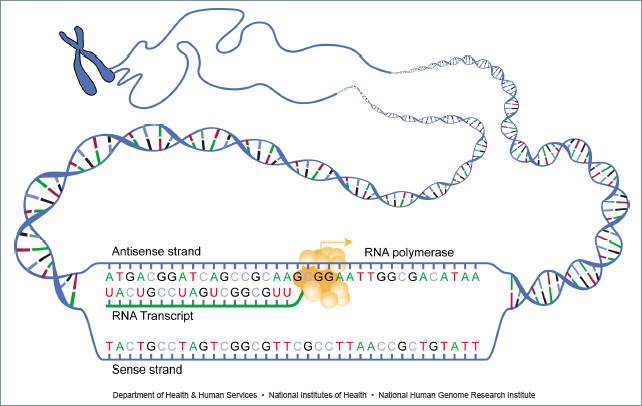 Antisense strand
RNA polymerase
ATGACGGATCAGCCGCAAGCGGAATTGGCGACATAA
UACUGCCUAGUCGGCGUU
RNA Transcript
TACTGCCTAGTCGGCGTTCGCCTTAACCGCTGTATT
Sense strand
Department of Health & Human Services • National Institutes of Health • National Human Genome Research Institute